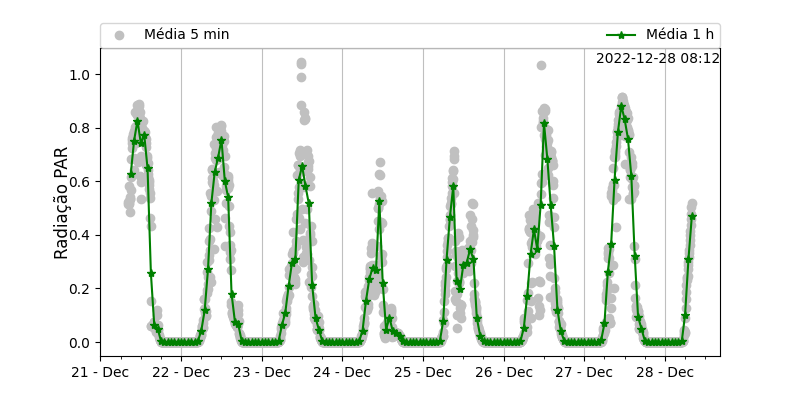 Média 5 min
Média 1 h
2022-12-28 08:12
Radiação PAR
1.0
0.8
0.6
0.4
0.2
0.0
21 - Dec
22 - Dec
23 - Dec
24 - Dec
25 - Dec
26 - Dec
27 - Dec
28 - Dec